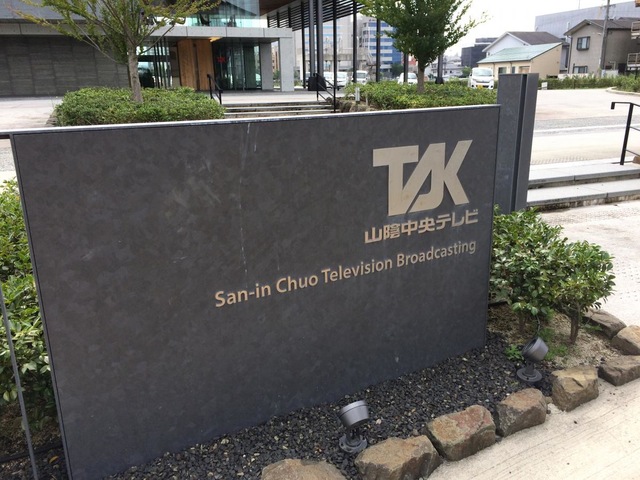 TSK
山陰中央テレビ
San-in Chuo Television Broadcasting